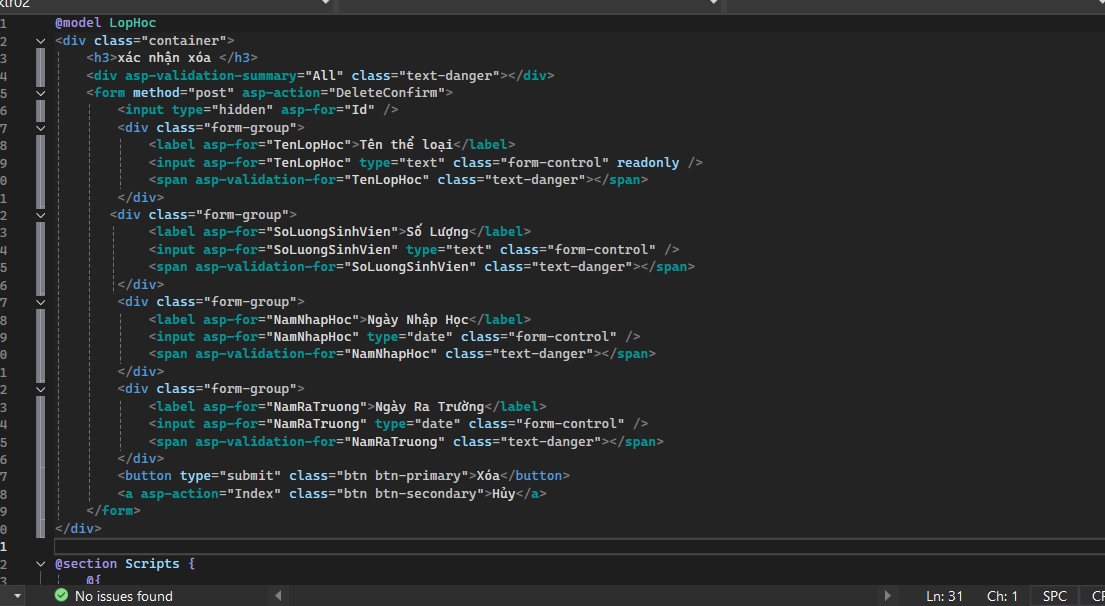 ktr02
1 @model LopHoc
2 <div class="container">
3 <h3>xác nhận xóa </h3>
4 <div asp-validation-summary="All" class="text-danger"></div>
5 <form method="post" asp-action="DeleteConfirm">
6 <input type="hidden" asp-for="Id" />
7 <div class="form-group">
8 <label asp-for="TenLopHoc">Tên thể loại</label>
9 <input asp-for="TenLopHoc" type="text" class="form-control" readonly />
0 <span asp-validation-for="TenLopHoc" class="text-danger"></span>
1 </div>
2 <div class="form-group">
3 <label asp-for="SoLuongSinhVien">Số Lượng</label>
4 <input asp-for="SoLuongSinhVien" type="text" class="form-control" />
5 <span asp-validation-for="SoLuongSinhVien" class="text-danger"></span>
6 </div>
7 <div class="form-group">
8 <label asp-for="NamNhapHoc">Ngày Nhập Học</label>
9 <input asp-for="NamNhapHoc" type="date" class="form-control" />
0 <span asp-validation-for="NamNhapHoc" class="text-danger"></span>
1 </div>
2 <div class="form-group">
3 <label asp-for="NamRaTruong">Ngày Ra Trường</label>
4 <input asp-for="NamRaTruong" type="date" class="form-control" />
5 <span asp-validation-for="NamRaTruong" class="text-danger"></span>
6 </div>
7 <button type="submit" class="btn btn-primary">Xóa</button>
8 <a asp-action="Index" class="btn btn-secondary">Hủy</a>
9 </form>
0 </div>
1
2 @section Scripts {
3 @{
No issues found Ln: 31 Ch: 1 SPC